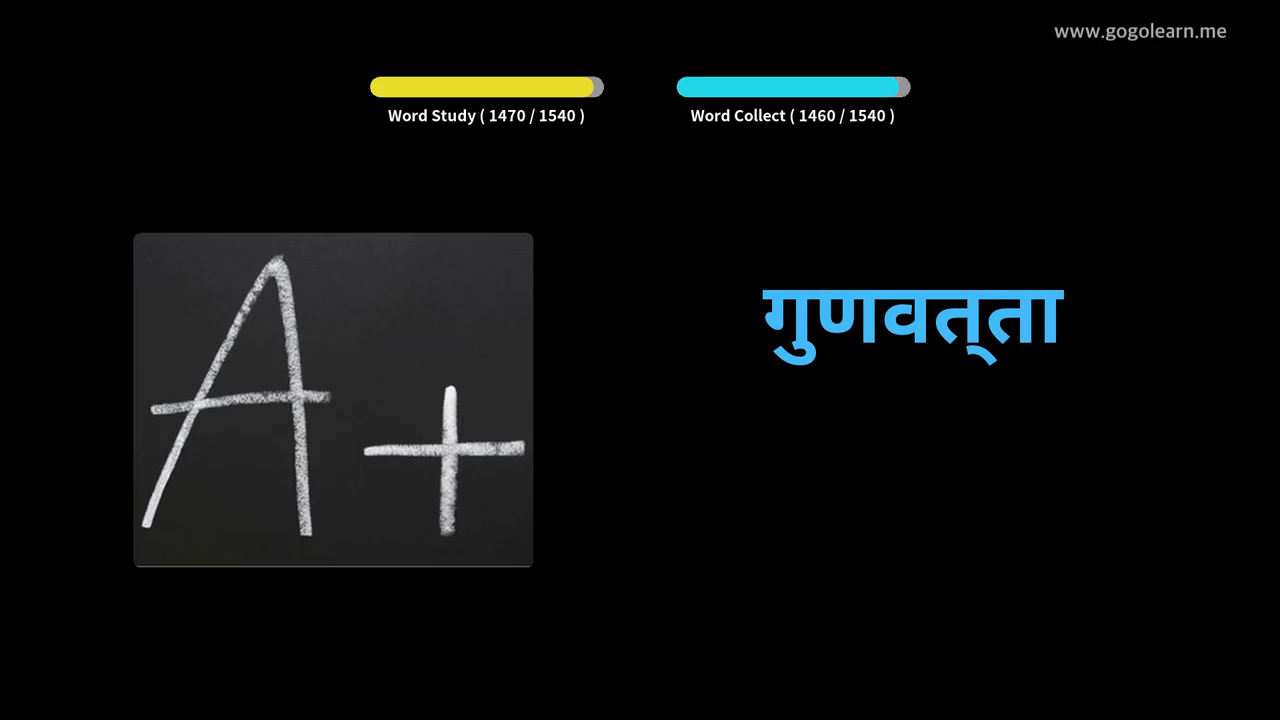 www.gogolearn.me
Word Study ( 1470 / 1540 )
Word Collect ( 1460 / 1540 )
A+
गुणवत्‌ता